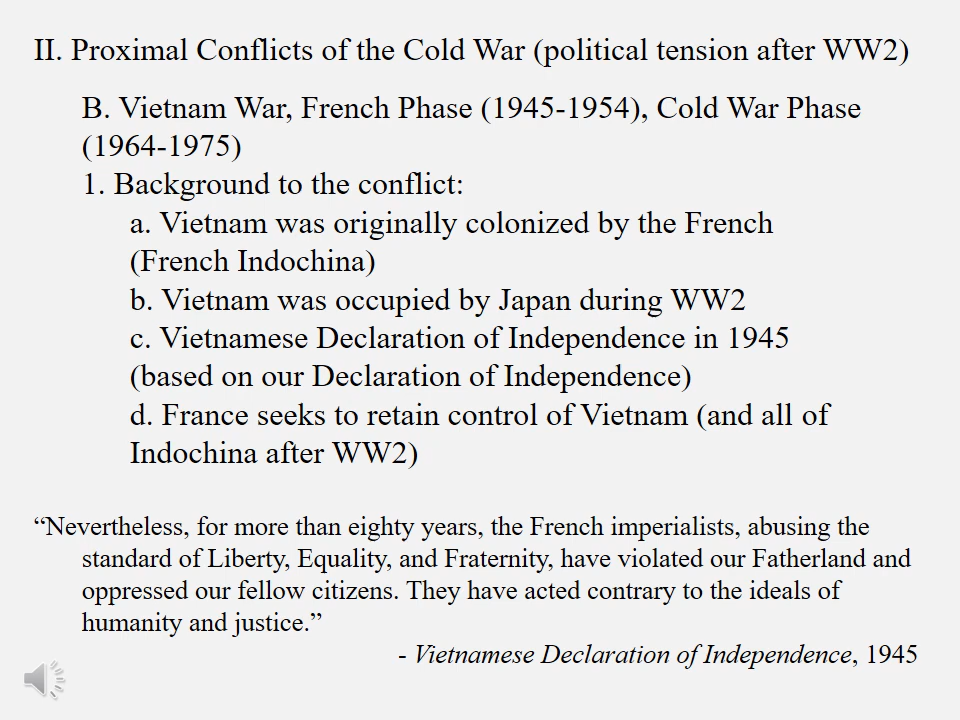 II. Proximal Conflicts of the Cold War (political tension after WW2)
B. Vietnam War, French Phase (1945-1954), Cold War Phase
(1964-1975)
1. Background to the conflict:
a. Vietnam was originally colonized by the French
(French Indochina)
b. Vietnam was occupied by Japan during WW2
c. Vietnamese Declaration of Independence in 1945
(based on our Declaration of Independence)
d. France seeks to retain control of Vietnam (and all of
Indochina after WW2)
“Nevertheless, for more than eighty years, the French imperialists, abusing the
standard of Liberty, Equality, and Fraternity, have violated our Fatherland and
oppressed our fellow citizens. They have acted contrary to the ideals of
humanity and justice.”
- Vietnamese Declaration of Independence, 1945